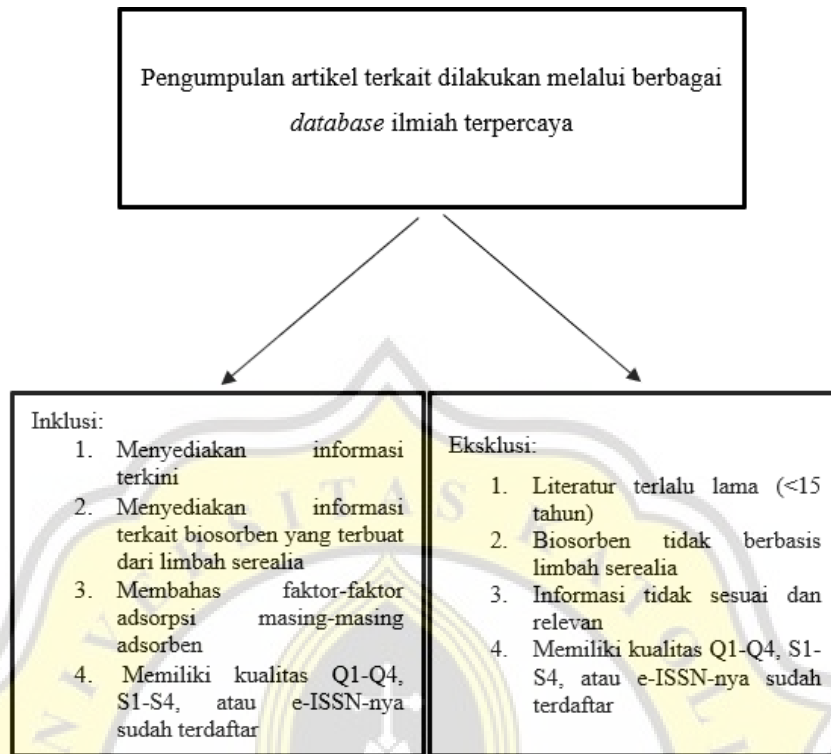 Pengumpulan artikel terkait dilakukan melalui berbagai
database ilmiah terpercaya
Inklusi:
1. Menyediakan informasi
terkini
2. Menyediakan informasi
terkait biosorben yang terbuat
dari limbah serealia
3. Membahas faktor-faktor
adsorpsi masing-masing
adsorben
4. Memiliki kualitas Q1-Q4,
S1-S4, atau e-ISSN-nya
sudah terdaftar
Eksklusi:
1. Literatur terlalu lama (<15
tahun)
2. Biosorben tidak berbasis
limbah serealia
3. Informasi tidak sesuai dan
relevan
4. Memiliki kualitas Q1-Q4, S1-
S4, atau e-ISSN-nya sudah
terdaftar